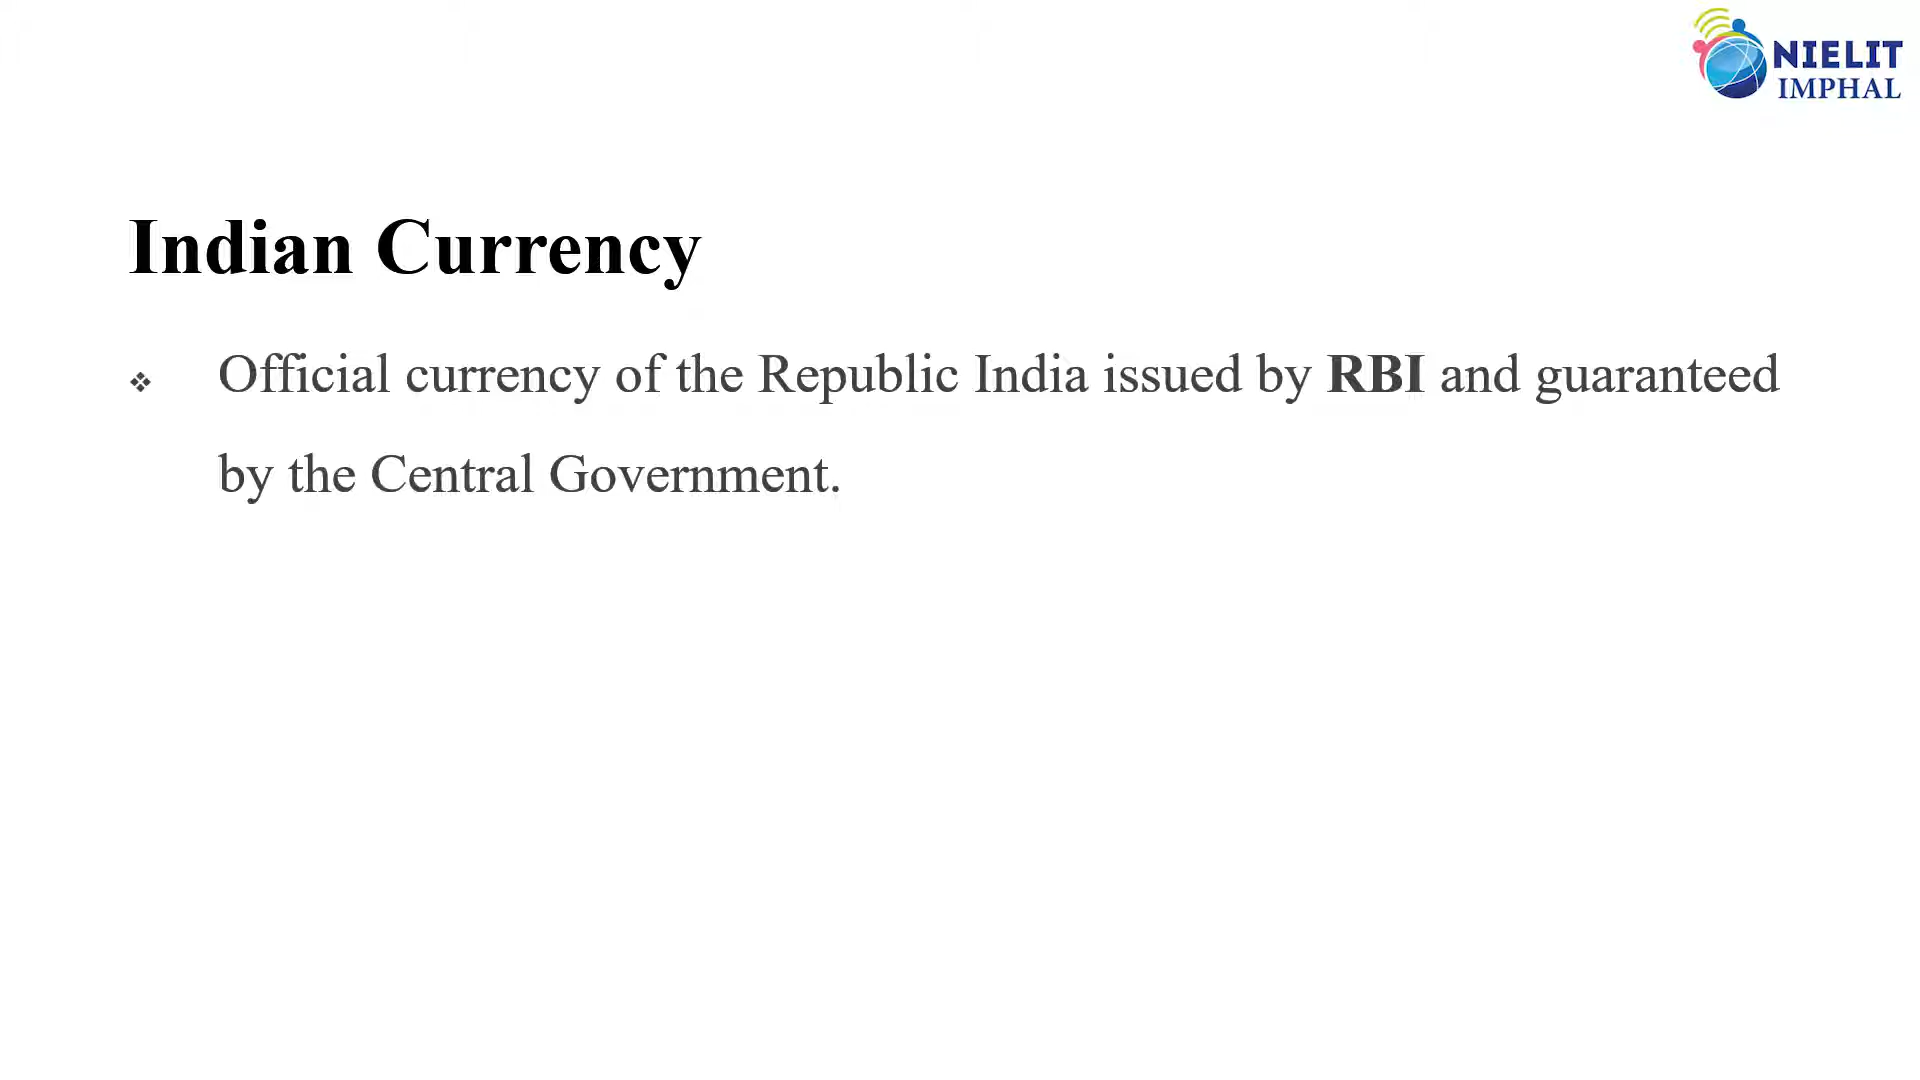 NIELIT
IMPHAL
Indian Currency
❖ Official currency of the Republic India issued by RBI and guaranteed
by the Central Government.